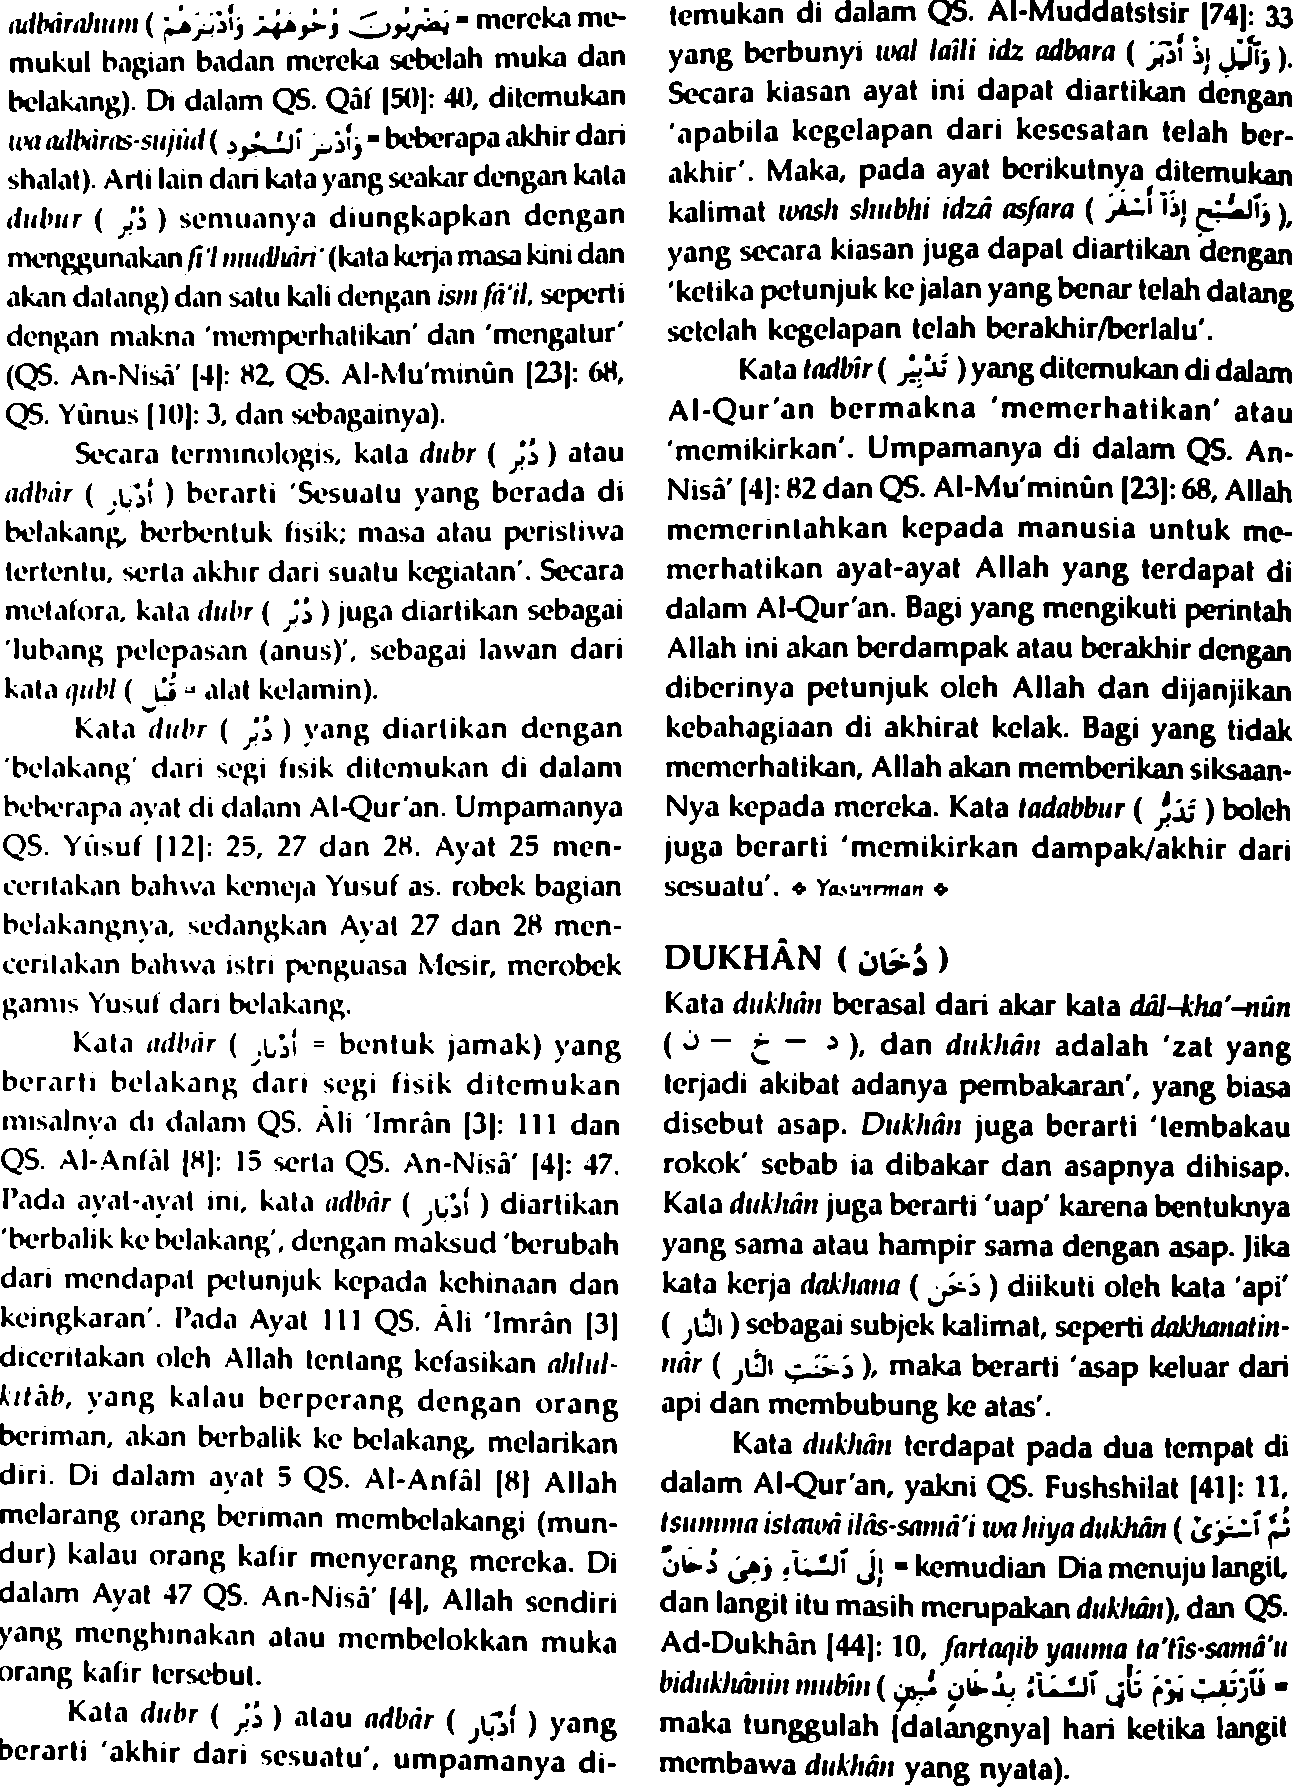 adbârahum ( يَضْرِبُونَ وُجُوهَهُمْ وَأَدْبَٰرَهُمْ = mereka me-
mukul bagian badan mereka sebelah muka dan
belakang). Di dalam QS. Qâf [50]: 40, ditemukan
wa adbâras-sujûd ( وَأَدْبَٰرَ ٱلسُّجُودِ = beberapa akhir dari
shalat). Arti lain dari kata yang seakar dengan kata
dubur ( دُبُر ) semuanya diungkapkan dengan
menggunakan fi'l mudhâri' (kata kerja masa kini dan
akan datang) dan satu kali dengan ism fâ'il, seperti
dengan makna 'memperhatikan' dan 'mengatur'
(QS. An-Nisâ' [4]: 82, QS. Al-Mu'minûn [23]: 68,
QS. Yûnus [10]: 3, dan sebagainya).
Secara terminologis, kata dubr ( دُبُر ) atau
adbâr ( أَدْبَار ) berarti 'Sesuatu yang berada di
belakang, berbentuk fisik; masa atau peristiwa
tertentu, serta akhir dari suatu kegiatan'. Secara
metafora, kata dubr ( دُبُر ) juga diartikan sebagai
'lubang pelepasan (anus)', sebagai lawan dari
kata qubl ( قُبُل = alat kelamin).
Kata dubr ( دُبُر ) yang diartikan dengan
'belakang' dari segi fisik ditemukan di dalam
beberapa ayat di dalam Al-Qur'an. Umpamanya
QS. Yûsuf [12]: 25, 27 dan 28. Ayat 25 men-
ceritakan bahwa kemeja Yusuf as. robek bagian
belakangnya, sedangkan Ayat 27 dan 28 men-
ceritakan bahwa istri penguasa Mesir, merobek
gamis Yusuf dari belakang.
Kata adbâr ( أَدْبَار = bentuk jamak) yang
berarti belakang dari segi fisik ditemukan
misalnya di dalam QS. Âli 'Imrân [3]: 111 dan
QS. Al-Anfâl [8]: 15 serta QS. An-Nisâ' [4]: 47.
Pada ayat-ayat ini, kata adbâr ( أَدْبَار ) diartikan
'berbalik ke belakang', dengan maksud 'berubah
dari mendapat petunjuk kepada kehinaan dan
keingkaran'. Pada Ayat 111 QS. Âli 'Imrân [3]
diceritakan oleh Allah tentang kefasikan ahlul-
kitâb, yang kalau berperang dengan orang
beriman, akan berbalik ke belakang, melarikan
diri. Di dalam ayat 5 QS. Al-Anfâl [8] Allah
melarang orang beriman membelakangi (mun-
dur) kalau orang kafir menyerang mereka. Di
dalam Ayat 47 QS. An-Nisâ' [4], Allah sendiri
yang menghinakan atau membelokkan muka
orang kafir tersebut.
Kata dubr ( دُبُر ) atau adbâr ( أَدْبَار ) yang
berarti 'akhir dari sesuatu', umpamanya di-
temukan di dalam QS. Al-Muddatstsir [74]: 33
yang berbunyi wal laîli idz adbara ( وَٱلَّيْلِ إِذْ أَدْبَرَ ).
Secara kiasan ayat ini dapat diartikan dengan
'apabila kegelapan dari kesesatan telah ber-
akhir'. Maka, pada ayat berikutnya ditemukan
kalimat wash shubhi idzâ asfara ( وَٱلصُّبْحِ إِذَآ أَسْفَرَ ),
yang secara kiasan juga dapat diartikan dengan
'ketika petunjuk ke jalan yang benar telah datang
setelah kegelapan telah berakhir/berlalu'.
Kata tadbîr ( تَدْبِيْر ) yang ditemukan di dalam
Al-Qur'an bermakna 'memerhatikan' atau
'memikirkan'. Umpamanya di dalam QS. An-
Nisâ' [4]: 82 dan QS. Al-Mu'minûn [23]: 68, Allah
memerintahkan kepada manusia untuk me-
merhatikan ayat-ayat Allah yang terdapat di
dalam Al-Qur'an. Bagi yang mengikuti perintah
Allah ini akan berdampak atau berakhir dengan
diberinya petunjuk oleh Allah dan dijanjikan
kebahagiaan di akhirat kelak. Bagi yang tidak
memerhatikan, Allah akan memberikan siksaan-
Nya kepada mereka. Kata tadabbur ( تَدَبُّر ) boleh
juga berarti 'memikirkan dampak/akhir dari
sesuatu'. ❖ Yasuirman ❖
DUKHÂN ( دُخَان )
Kata dukhân berasal dari akar kata dâl–kha'–nûn
( د – خ – ن ), dan dukhân adalah 'zat yang
terjadi akibat adanya pembakaran', yang biasa
disebut asap. Dukhân juga berarti 'tembakau
rokok' sebab ia dibakar dan asapnya dihisap.
Kata dukhân juga berarti 'uap' karena bentuknya
yang sama atau hampir sama dengan asap. Jika
kata kerja dakhana ( دَخَنَ ) diikuti oleh kata 'api'
( النَّار ) sebagai subjek kalimat, seperti dakhanatin-
nâr ( دَخَنَتِ النَّار ), maka berarti 'asap keluar dari
api dan membubung ke atas'.
Kata dukhân terdapat pada dua tempat di
dalam Al-Qur'an, yakni QS. Fushshilat [41]: 11,
tsumma istawâ ilâs-samâ'i wa hiya dukhân ( ثُمَّ ٱسْتَوَىٰٓ
إِلَى ٱلسَّمَآءِ وَهِىَ دُخَانٌ = kemudian Dia menuju langit,
dan langit itu masih merupakan dukhân), dan QS.
Ad-Dukhân [44]: 10, fartaqib yauma ta'tîs-samâ'u
bidukhânin mubîn ( فَٱرْتَقِبْ يَوْمَ تَأْتِى ٱلسَّمَآءُ بِدُخَانٍ مُّبِينٍ =
maka tunggulah [datangnya] hari ketika langit
membawa dukhân yang nyata).